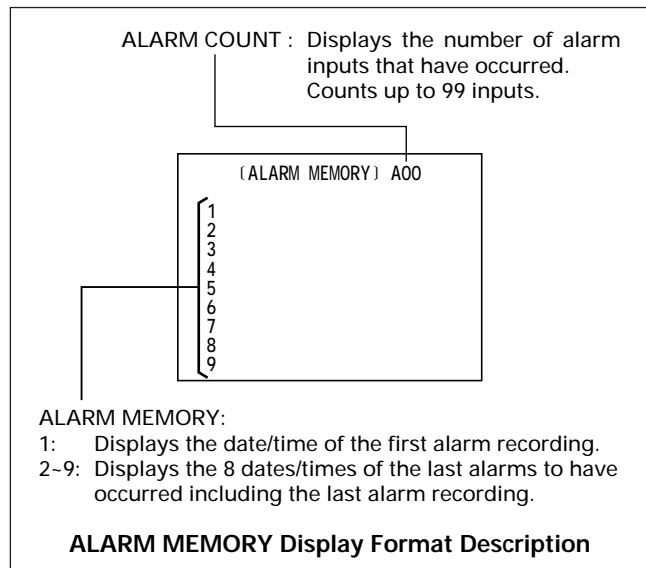 ALARM COUNT : Displays the number of alarm
inputs that have occurred.
Counts up to 99 inputs.
(ALARM MEMORY) A00
1
2
3
4
5
6
7
8
9
ALARM MEMORY:
1: Displays the date/time of the first alarm recording.
2~9: Displays the 8 dates/times of the last alarms to have
occurred including the last alarm recording.
ALARM MEMORY Display Format Description